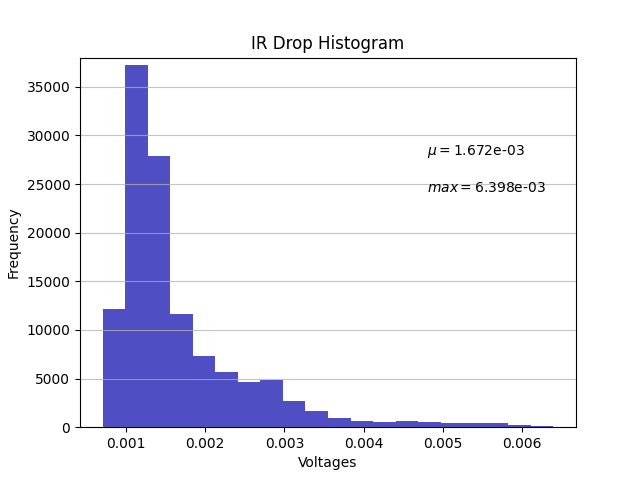 IR Drop Histogram
35000
30000
25000
20000
15000
10000
5000
0
Frequency
μ = 1.672e-03
max = 6.398e-03
0.001 0.002 0.003 0.004 0.005 0.006
Voltages